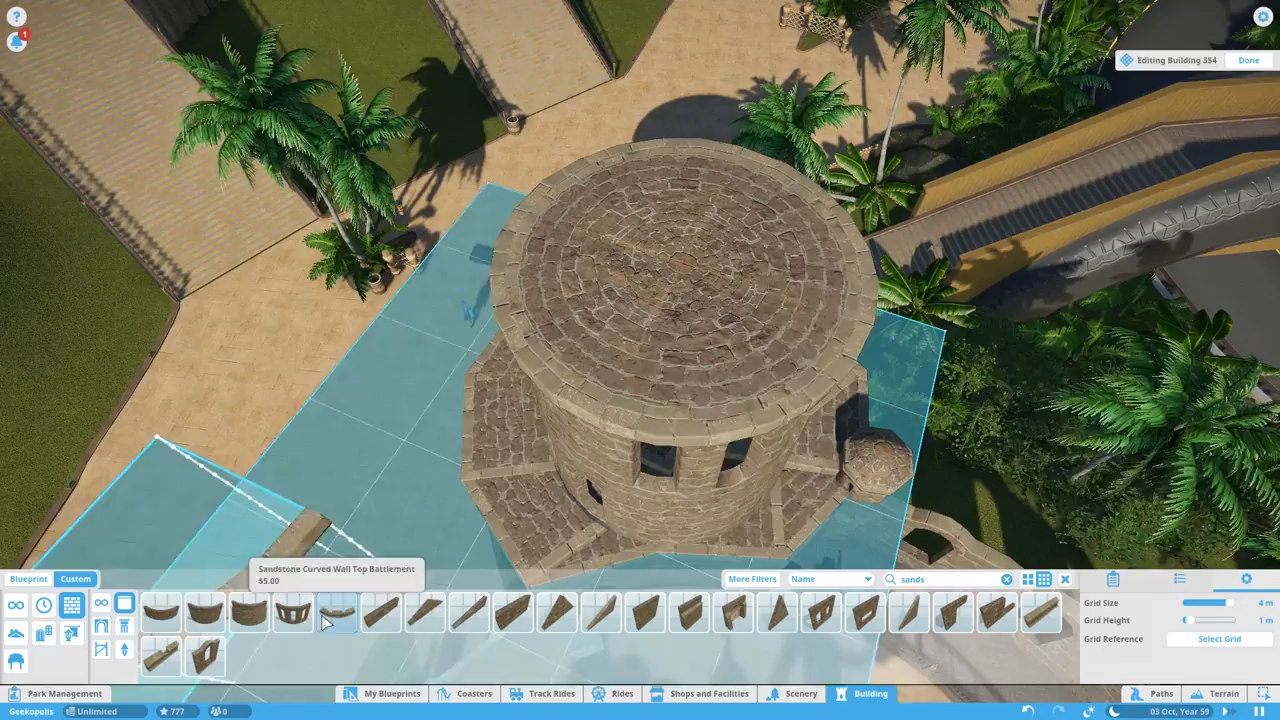 ?
1
Editing Building 354 Done
Sandstone Curved Wall Top Battlement
$5.00
Blueprint Custom
More Filters Name sands
Grid Size 4 m
Grid Height 1 m
Grid Reference Select Grid
Park Management My Blueprints Coasters Track Rides Rides Shops and Facilities Scenery Building Paths Terrain
Geekopolis Unlimited 777 0 03 Oct, Year 59